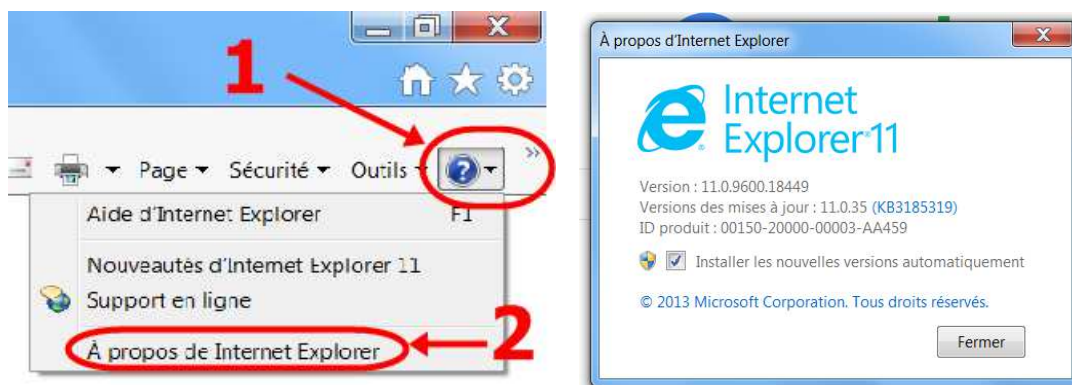 1
Page Sécurité Outils
Aide d'Internet Explorer F1
Nouveautés d'Internet Explorer 11
Support en ligne
À propos de Internet Explorer
2
À propos d'Internet Explorer
Internet
Explorer 11
Version : 11.0.9600.18449
Versions des mises à jour : 11.0.35 (KB3185319)
ID produit : 00150-20000-00003-AA459
Installer les nouvelles versions automatiquement
© 2013 Microsoft Corporation. Tous droits réservés.
Fermer